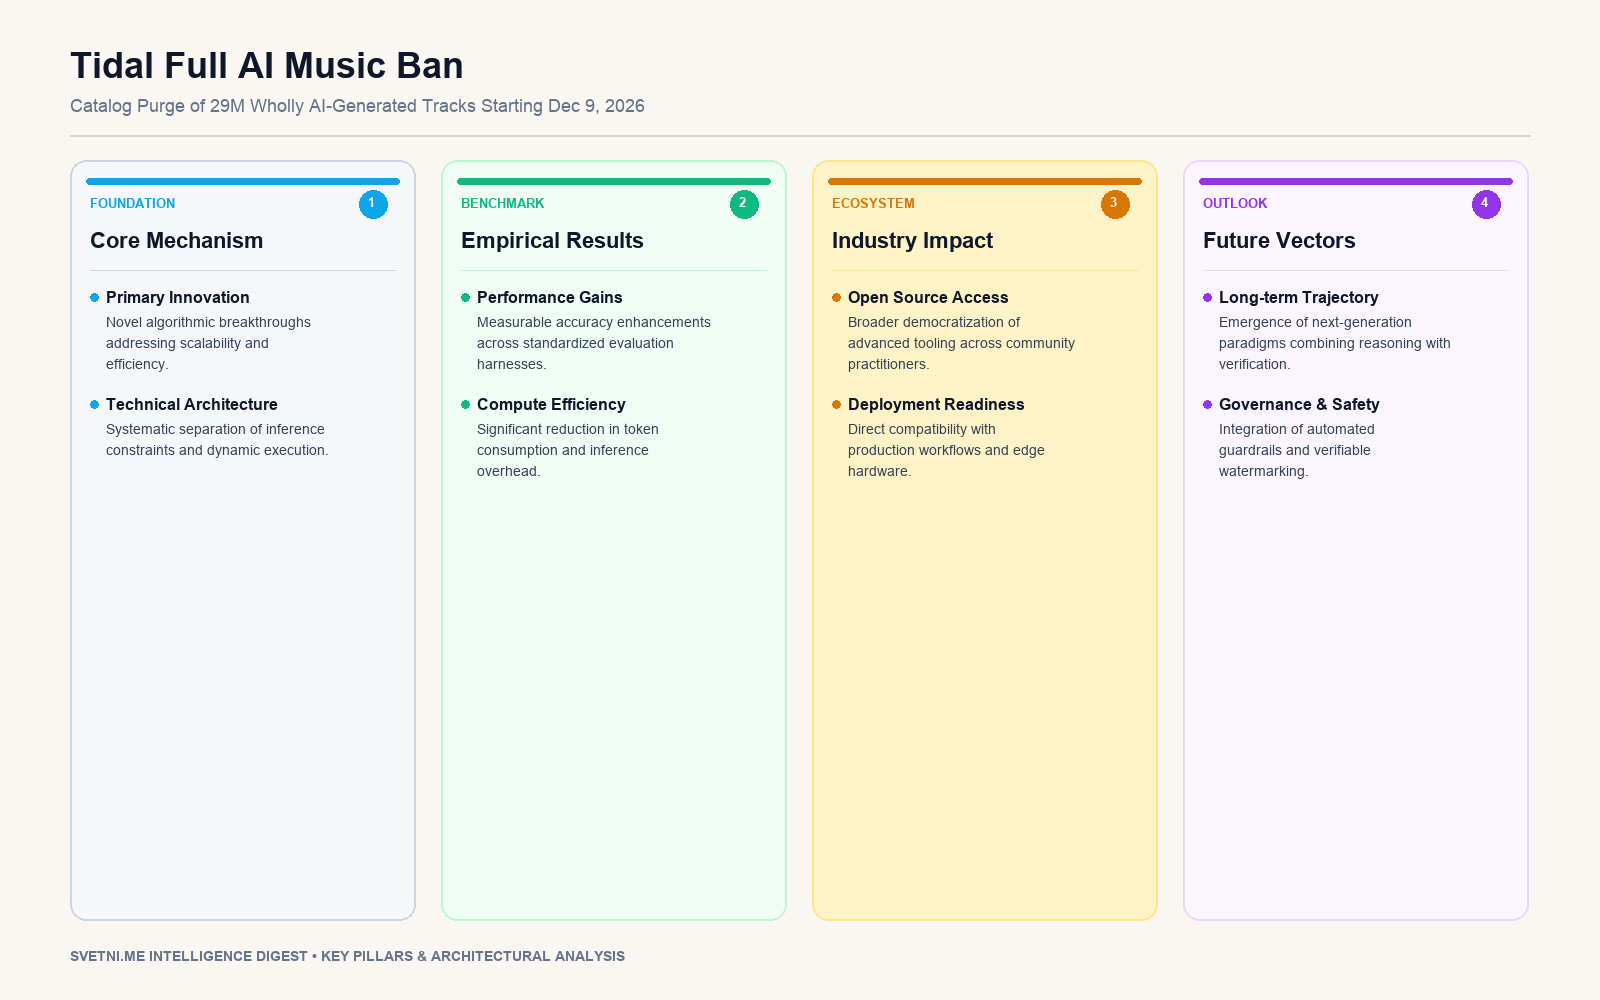 Tidal Full AI Music Ban
Catalog Purge of 29M Wholly AI-Generated Tracks Starting Dec 9, 2026
FOUNDATION
1
Core Mechanism
Primary Innovation
Novel algorithmic breakthroughs
addressing scalability and
efficiency.
Technical Architecture
Systematic separation of inference
constraints and dynamic execution.
BENCHMARK
2
Empirical Results
Performance Gains
Measurable accuracy enhancements
across standardized evaluation
harnesses.
Compute Efficiency
Significant reduction in token
consumption and inference
overhead.
ECOSYSTEM
3
Industry Impact
Open Source Access
Broader democratization of
advanced tooling across community
practitioners.
Deployment Readiness
Direct compatibility with
production workflows and edge
hardware.
OUTLOOK
4
Future Vectors
Long-term Trajectory
Emergence of next-generation
paradigms combining reasoning with
verification.
Governance & Safety
Integration of automated
guardrails and verifiable
watermarking.
SVETNI.ME INTELLIGENCE DIGEST • KEY PILLARS & ARCHITECTURAL ANALYSIS